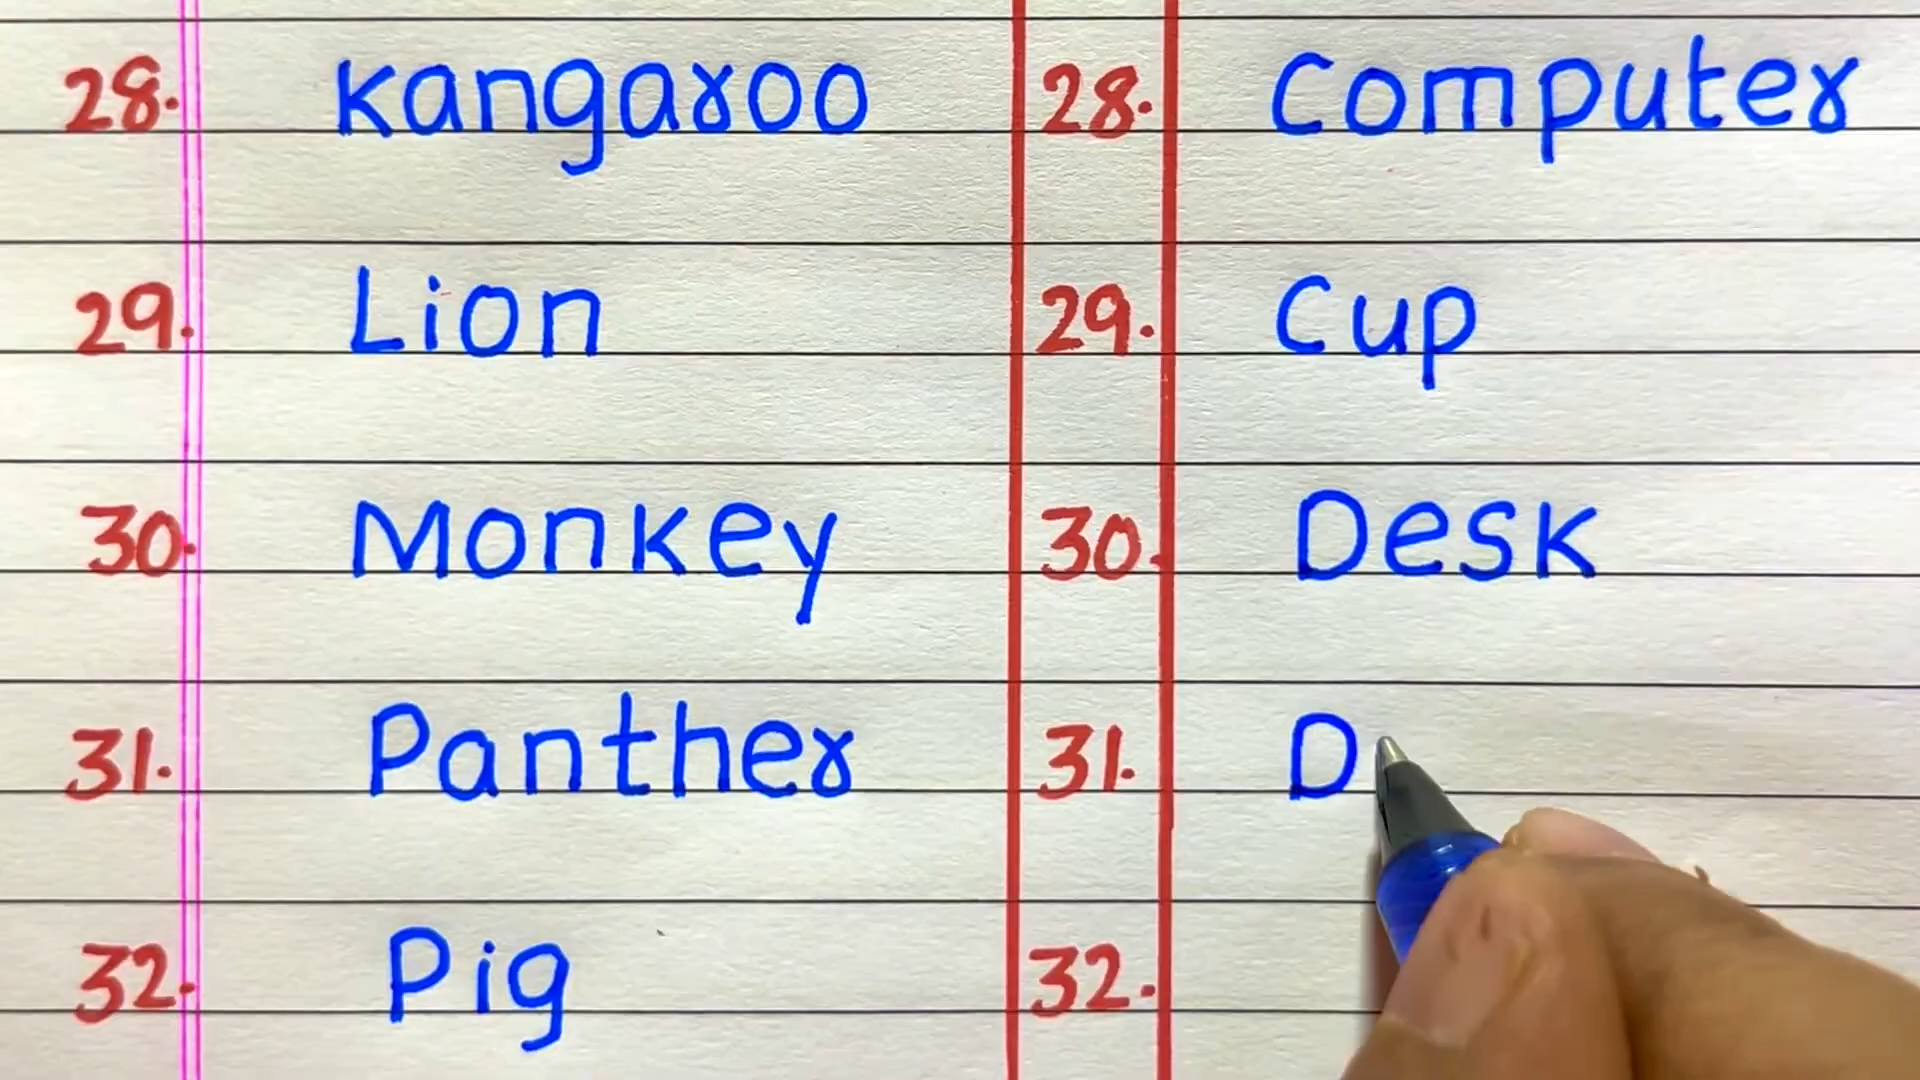 28. Kangaroo 28. Computer
29. Lion 29. Cup
30. Monkey 30. Desk
31. Panther 31. D
32. Pig 32.